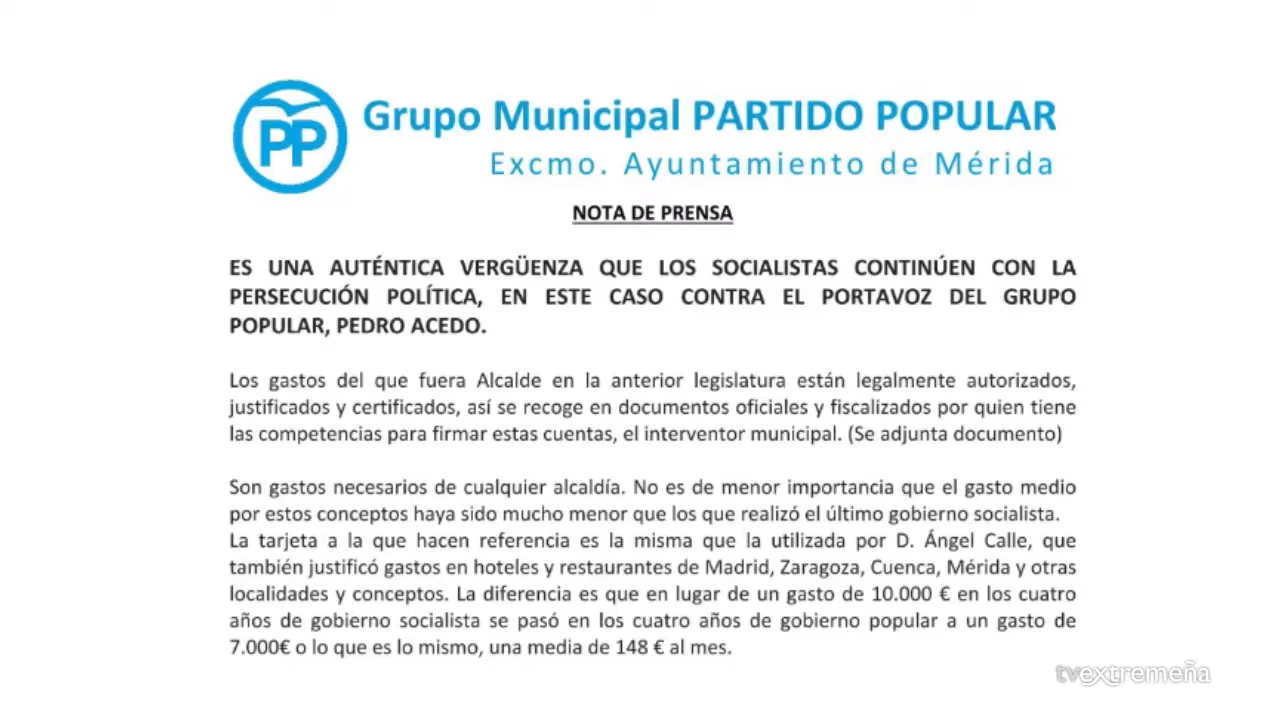 PP
Grupo Municipal PARTIDO POPULAR
Excmo. Ayuntamiento de Mérida
NOTA DE PRENSA
ES UNA AUTÉNTICA VERGÜENZA QUE LOS SOCIALISTAS CONTINÚEN CON LA
PERSECUCIÓN POLÍTICA, EN ESTE CASO CONTRA EL PORTAVOZ DEL GRUPO
POPULAR, PEDRO ACEDO.
Los gastos del que fuera Alcalde en la anterior legislatura están legalmente autorizados,
justificados y certificados, así se recoge en documentos oficiales y fiscalizados por quien tiene
las competencias para firmar estas cuentas, el interventor municipal. (Se adjunta documento)
Son gastos necesarios de cualquier alcaldía. No es de menor importancia que el gasto medio
por estos conceptos haya sido mucho menor que los que realizó el último gobierno socialista.
La tarjeta a la que hacen referencia es la misma que la utilizada por D. Ángel Calle, que
también justificó gastos en hoteles y restaurantes de Madrid, Zaragoza, Cuenca, Mérida y otras
localidades y conceptos. La diferencia es que en lugar de un gasto de 10.000 € en los cuatro
años de gobierno socialista se pasó en los cuatro años de gobierno popular a un gasto de
7.000€ o lo que es lo mismo, una media de 148 € al mes.
tvextremeña